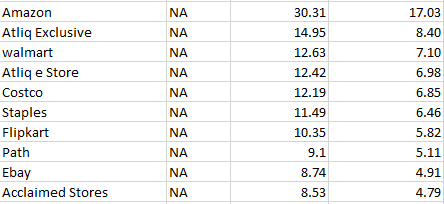 Amazon NA 30.31 17.03
Atliq Exclusive NA 14.95 8.40
walmart NA 12.63 7.10
Atliq e Store NA 12.42 6.98
Costco NA 12.19 6.85
Staples NA 11.49 6.46
Flipkart NA 10.35 5.82
Path NA 9.1 5.11
Ebay NA 8.74 4.91
Acclaimed Stores NA 8.53 4.79